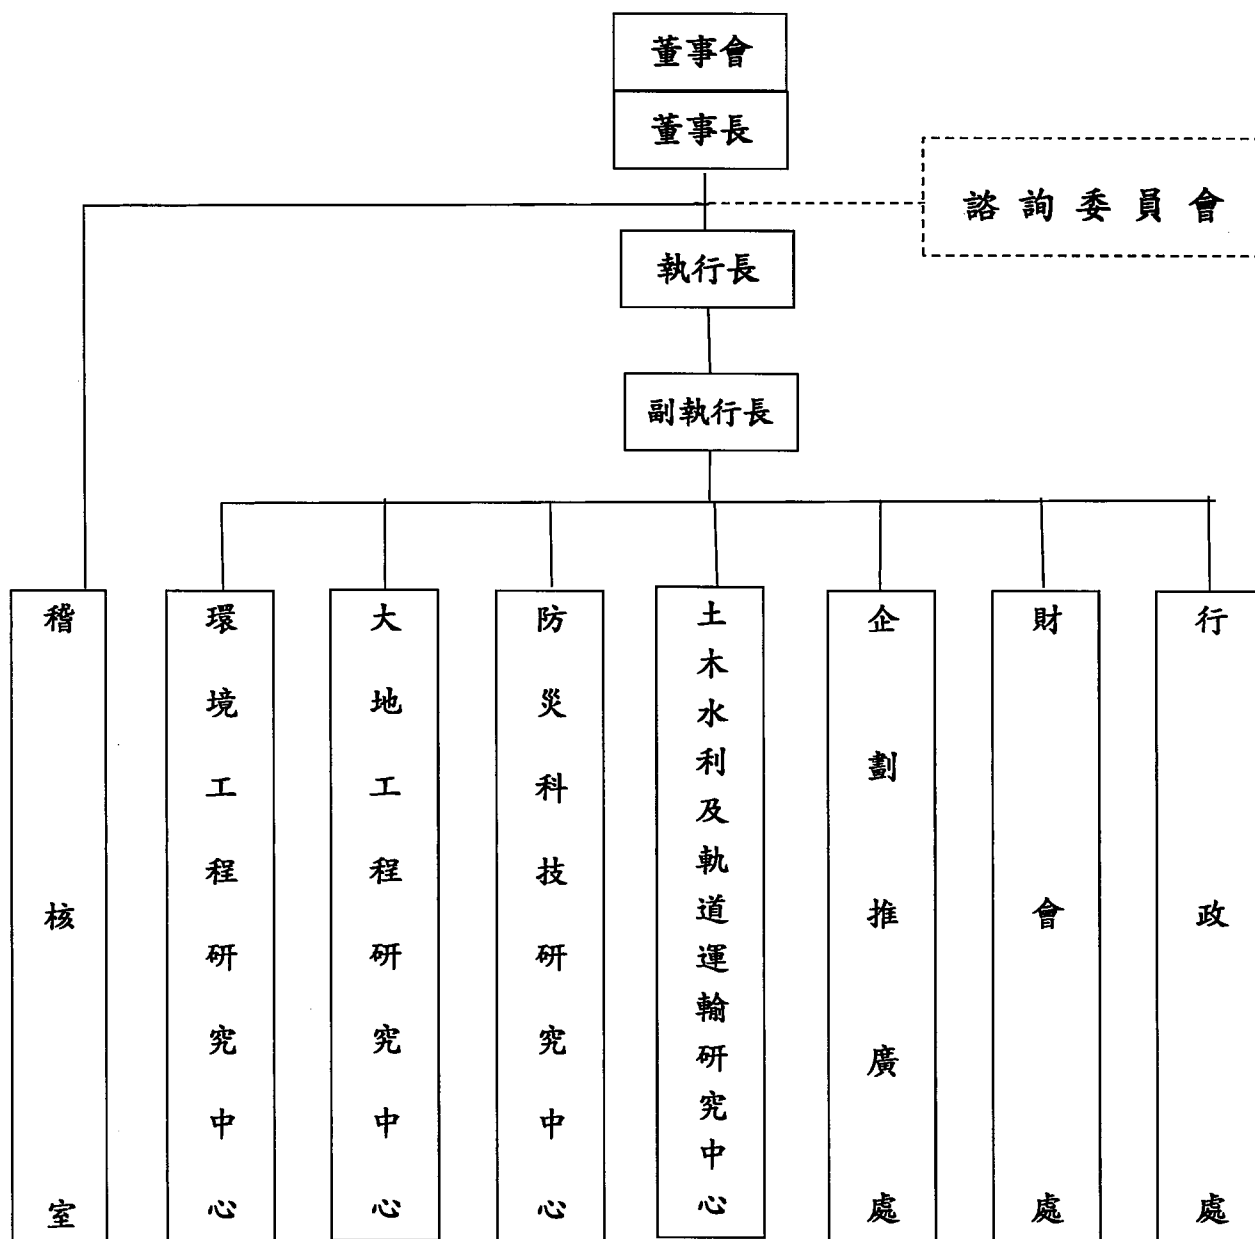 董事會
董事長
諮詢委員會
執行長
副執行長
稽核室
環境工程研究中心
大地工程研究中心
防災科技研究中心
土木水利及軌道運輸研究中心
企劃推廣處
財會處
行政處